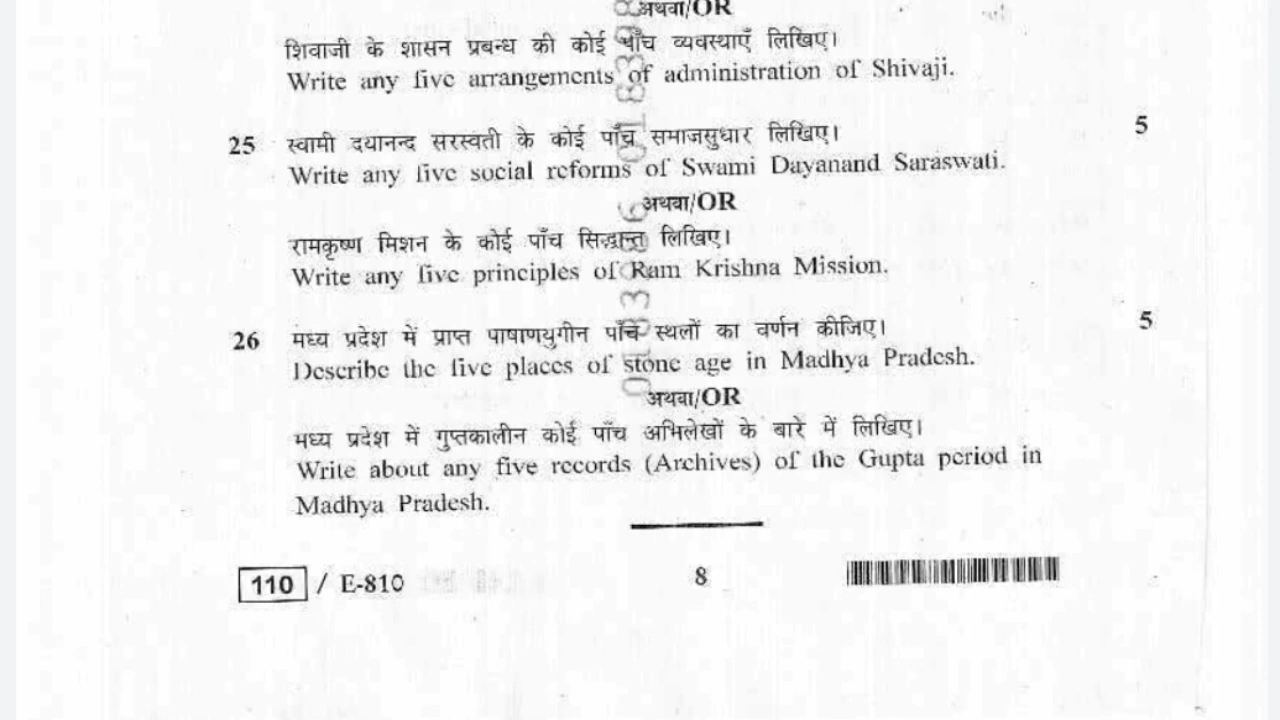 अथवा/OR
शिवाजी के शासन प्रबन्ध की कोई पाँच व्यवस्थाएँ लिखिए।
Write any five arrangements of administration of Shivaji.
25 स्वामी दयानन्द सरस्वती के कोई पाँच समाजसुधार लिखिए। 5
Write any five social reforms of Swami Dayanand Saraswati.
अथवा/OR
रामकृष्ण मिशन के कोई पाँच सिद्धान्त लिखिए।
Write any five principles of Ram Krishna Mission.
26 मध्य प्रदेश में प्राप्त पाषाणयुगीन पाँच स्थलों का वर्णन कीजिए। 5
Describe the five places of stone age in Madhya Pradesh.
अथवा/OR
मध्य प्रदेश में गुप्तकालीन कोई पाँच अभिलेखों के बारे में लिखिए।
Write about any five records (Archives) of the Gupta period in
Madhya Pradesh.
110 / E-810 8